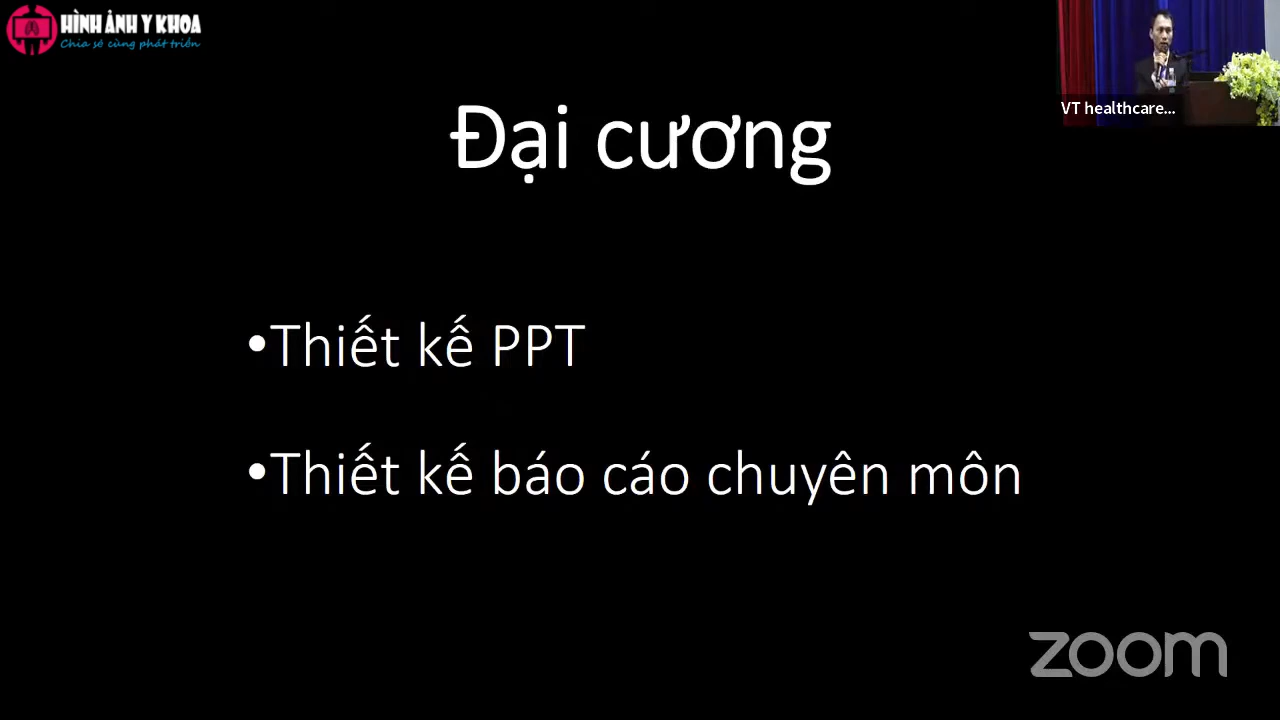 HÌNH ẢNH Y KHOA
Chia sẻ cùng phát triển
VT healthcare...
Đại cương
•Thiết kế PPT
•Thiết kế báo cáo chuyên môn
zoom